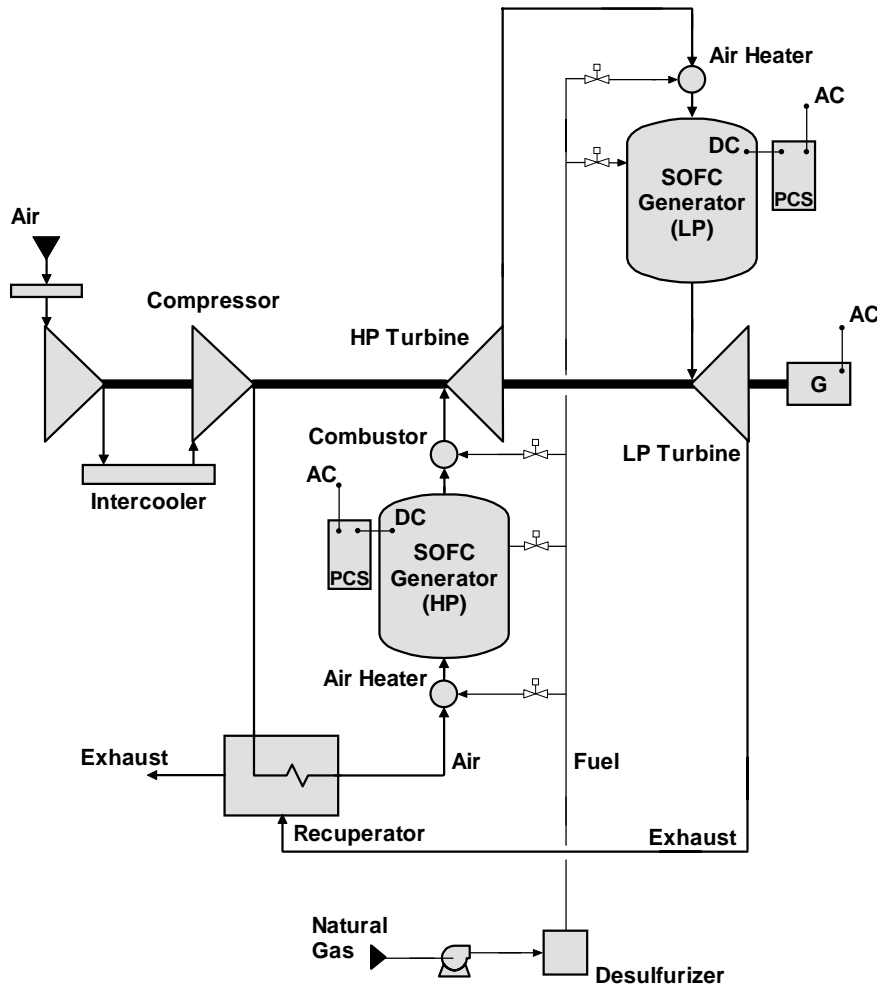 Air Heater
AC
DC
SOFC
Generator
(LP)
PCS
Air
Compressor
HP Turbine
AC
G
LP Turbine
Combustor
Intercooler
AC
DC
SOFC
Generator
(HP)
PCS
Air Heater
Exhaust
Air
Fuel
Recuperator
Exhaust
Natural
Gas
Desulfurizer